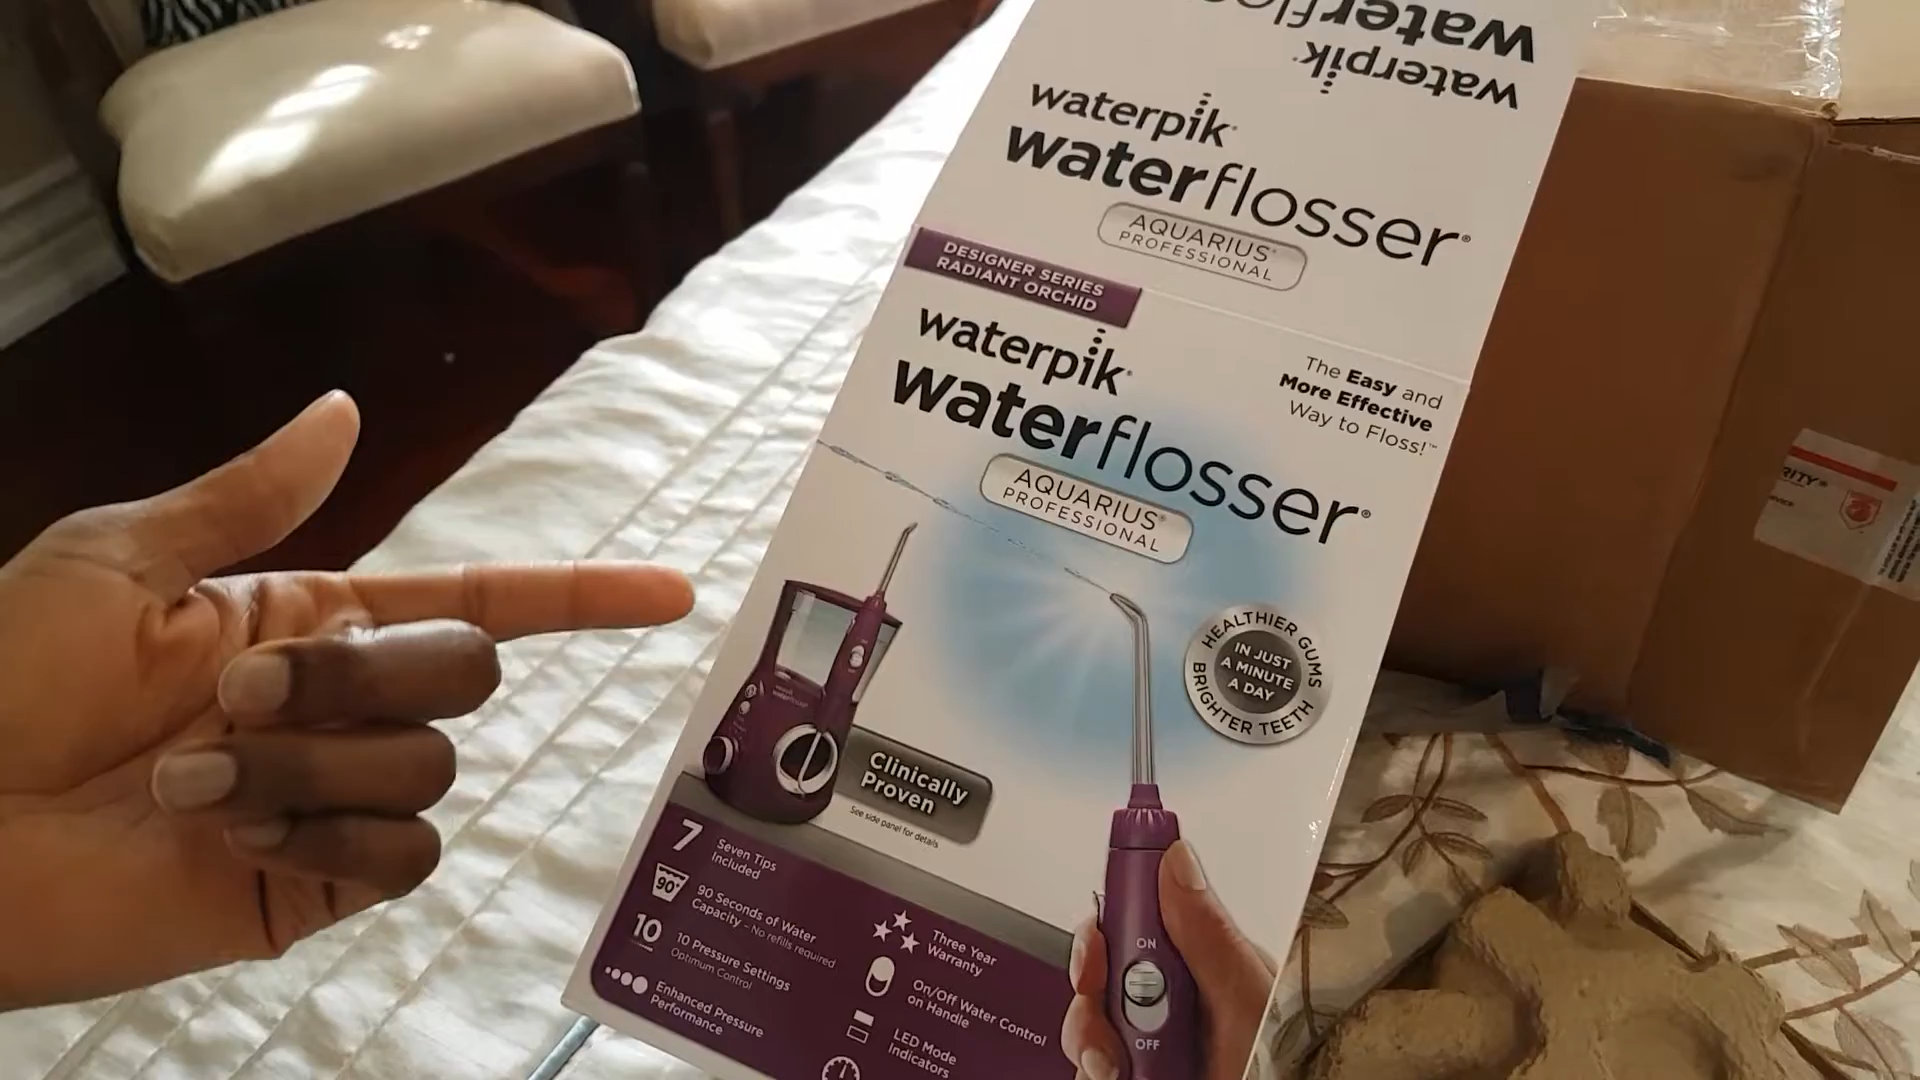 waterflosser
waterpik
waterpik
waterflosser
AQUARIUS
PROFESSIONAL
DESIGNER SERIES
RADIANT ORCHID
waterpik
waterflosser
AQUARIUS
PROFESSIONAL
The Easy and
More Effective
Way to Floss!™
HEALTHIER GUMS
IN JUST
A MINUTE
A DAY
BRIGHTER TEETH
Clinically
Proven
See side panel for details
7
Seven Tips
Included
90
90 Seconds of Water
Capacity – No refills required
10
10 Pressure Settings
Optimum Control
Enhanced Pressure
Performance
Three Year
Warranty
On/Off Water Control
on Handle
LED Mode
Indicators
ON
OFF